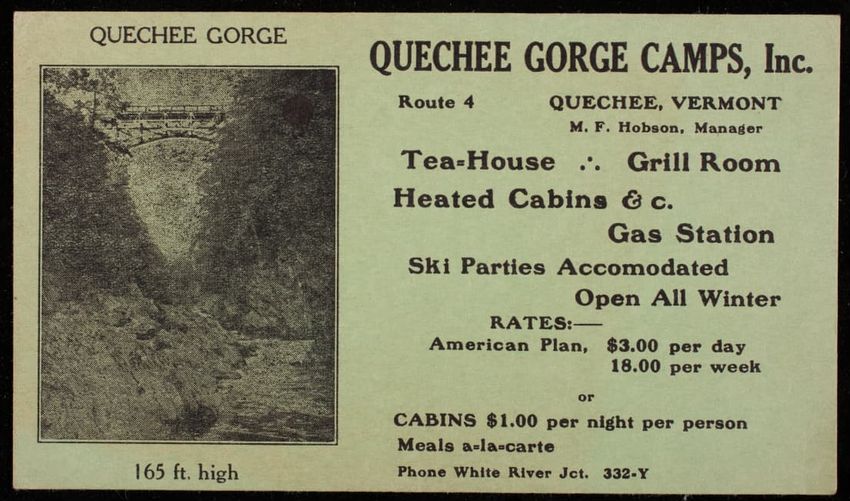 QUECHEE GORGE
165 ft. high
QUECHEE GORGE CAMPS, Inc.
Route 4 QUECHEE, VERMONT
M. F. Hobson, Manager
Tea=House ∴ Grill Room
Heated Cabins & c.
Gas Station
Ski Parties Accomodated
Open All Winter
RATES:—
American Plan, $3.00 per day
18.00 per week
or
CABINS $1.00 per night per person
Meals a=la=carte
Phone White River Jct. 332-Y